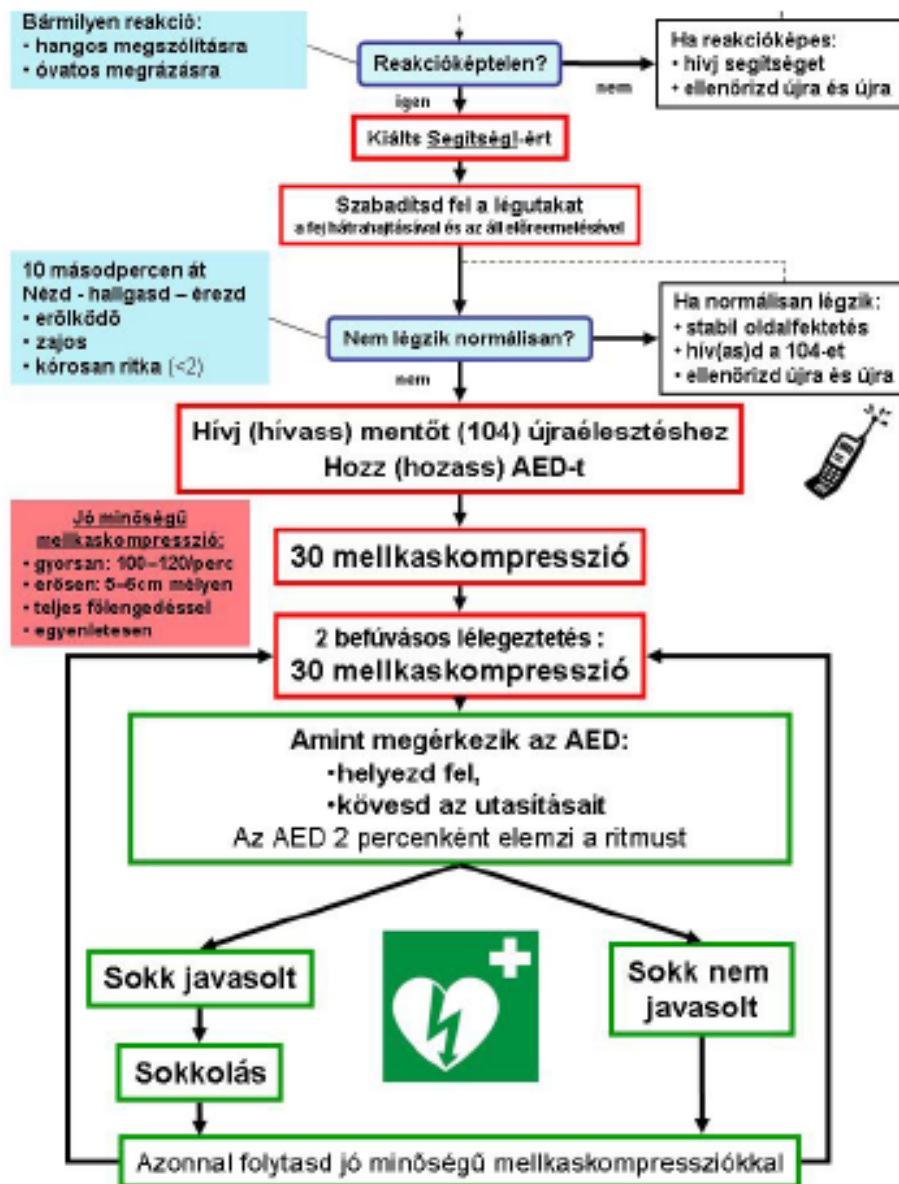 Bármilyen reakció:
• hangos megszólításra
• óvatos megrázásra
Reakcióképtelen?
nem
Ha reakcióképes:
• hívj segítséget
• ellenőrizd újra és újra
igen
Kiálts Segítség!-ért
Szabadítsd fel a légutakat
a fej hátrahajtásával és az áll előreemelésével
10 másodpercen át
Nézd - hallgasd – érezd
• erőlködő
• zajos
• kórosan ritka (<2)
Nem légzik normálisan?
Ha normálisan légzik:
• stabil oldalfektetés
• hív(as)d a 104-et
• ellenőrizd újra és újra
nem
Hívj (hívass) mentőt (104) újraélesztéshez
Hozz (hozass) AED-t
Jó minőségű
mellkaskompresszió:
• gyorsan: 100–120/perc
• erősen: 5–6cm mélyen
• teljes fölengedéssel
• egyenletesen
30 mellkaskompresszió
2 befúvásos lélegeztetés :
30 mellkaskompresszió
Amint megérkezik az AED:
•helyezd fel,
•kövesd az utasításait
Az AED 2 percenként elemzi a ritmust
Sokk javasolt
Sokk nem
javasolt
Sokkolás
Azonnal folytasd jó minőségű mellkaskompressziókkal